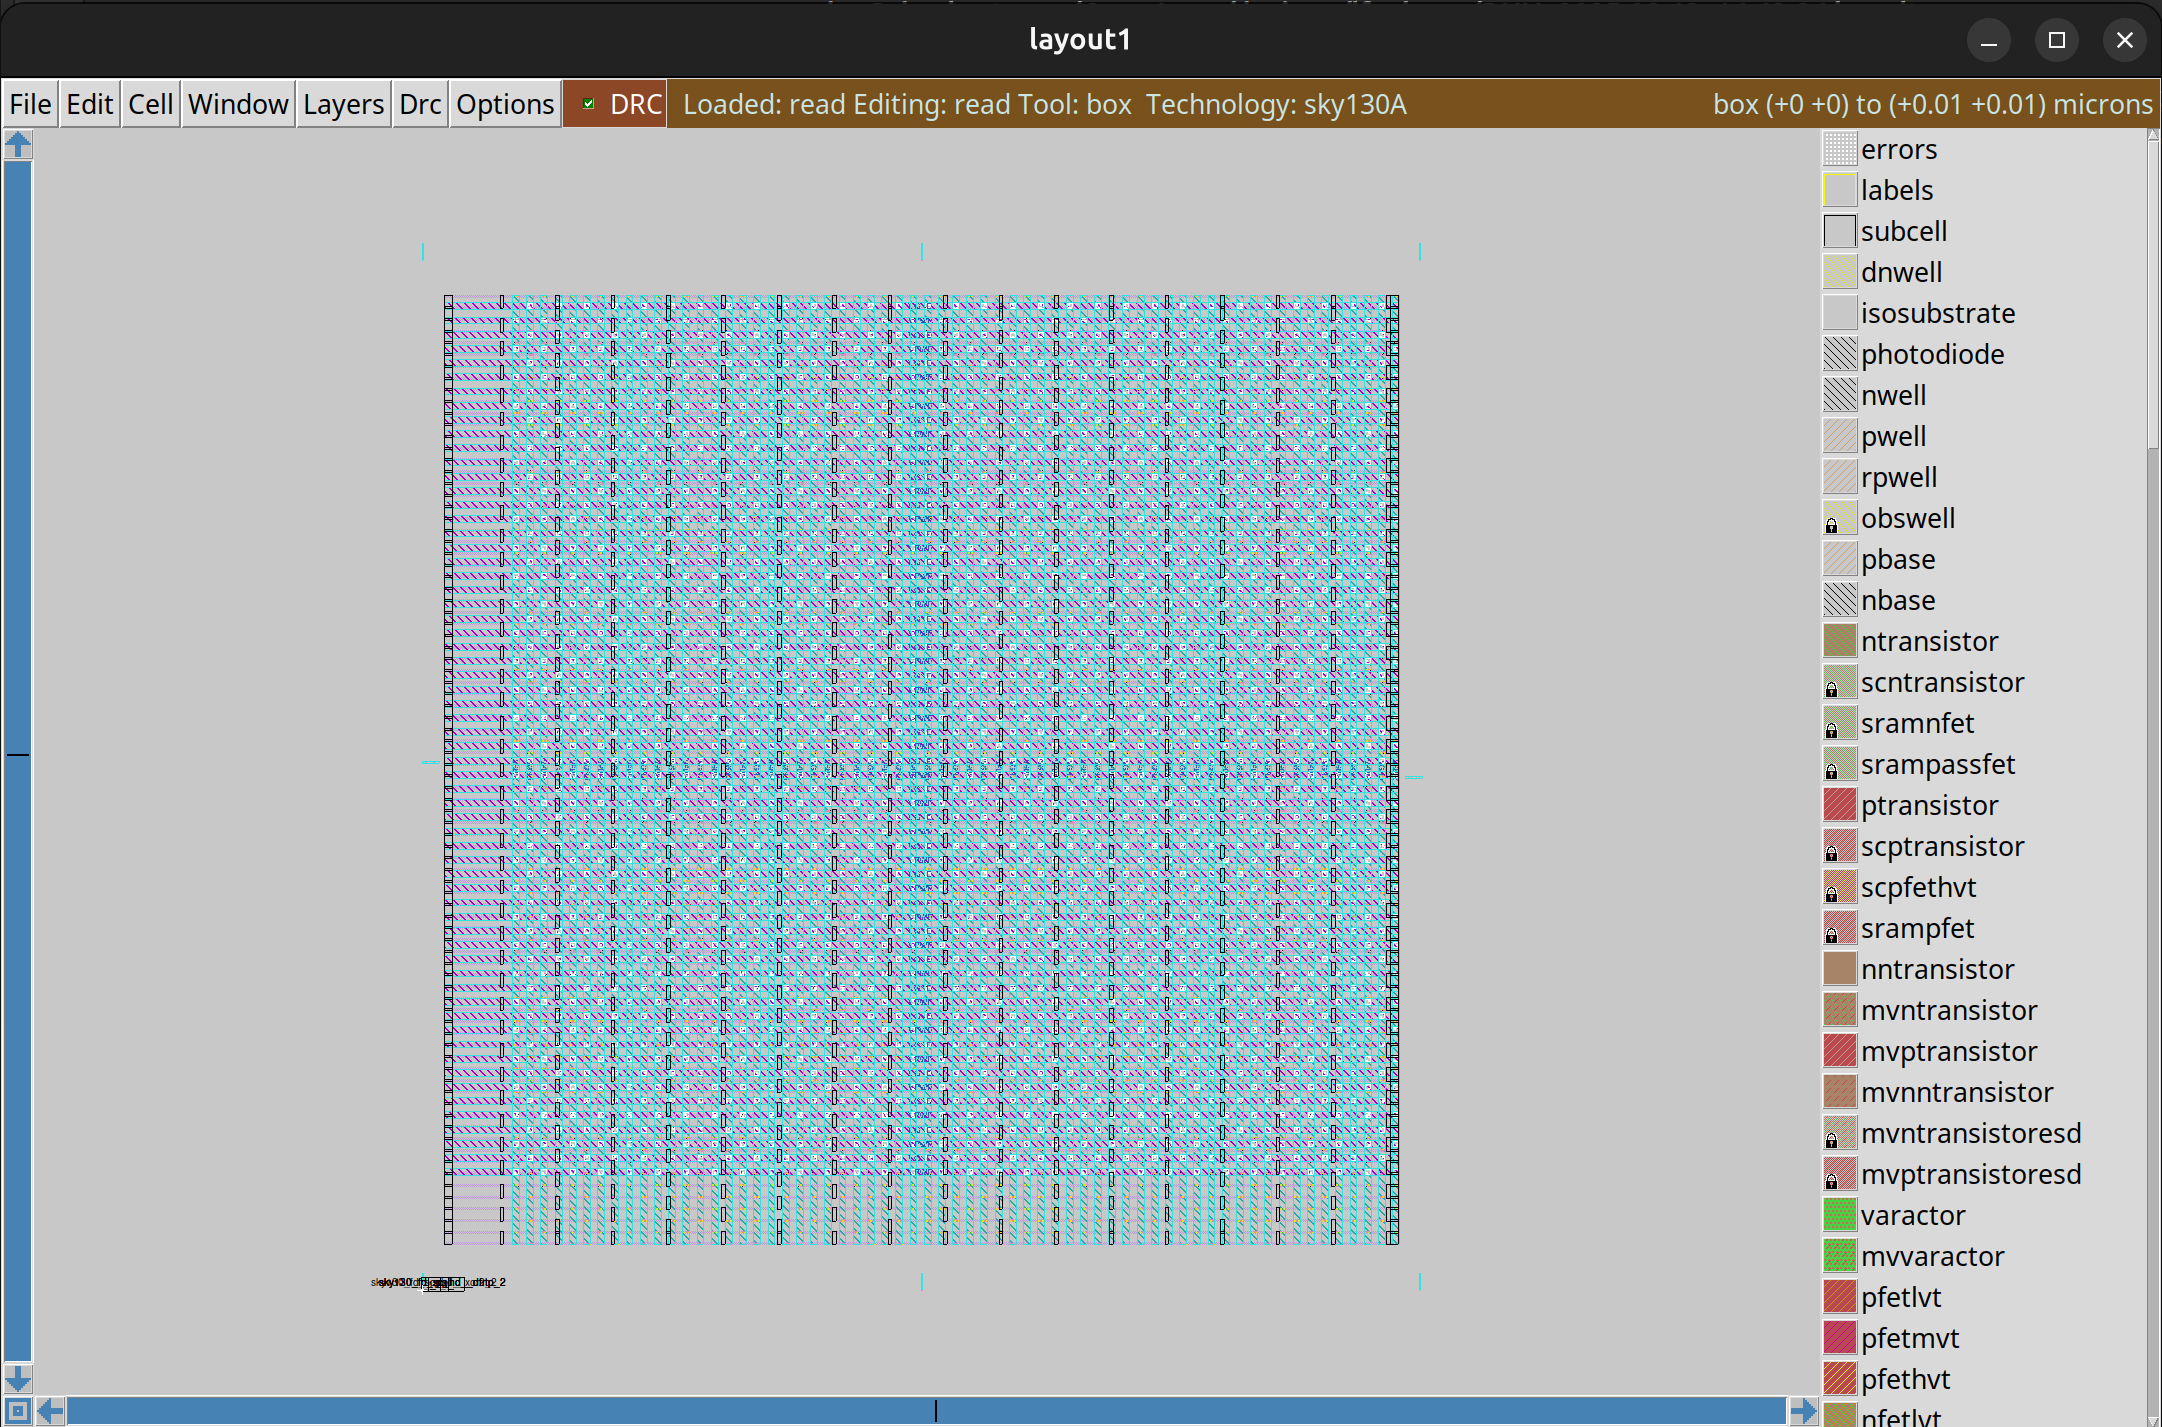 layout1
File Edit Cell Window Layers Drc Options DRC Loaded: read Editing: read Tool: box Technology: sky130A box (+0 +0) to (+0.01 +0.01) microns
errors
labels
subcell
dnwell
isosubstrate
photodiode
nwell
pwell
rpwell
obswell
pbase
nbase
ntransistor
scntransistor
sramnfet
srampassfet
ptransistor
scptransistor
scpfethvt
srampfet
nntransistor
mvntransistor
mvptransistor
mvnntransistor
mvntransistoresd
mvptransistoresd
varactor
mvvaractor
pfetlvt
pfetmvt
pfethvt
nfetlvt